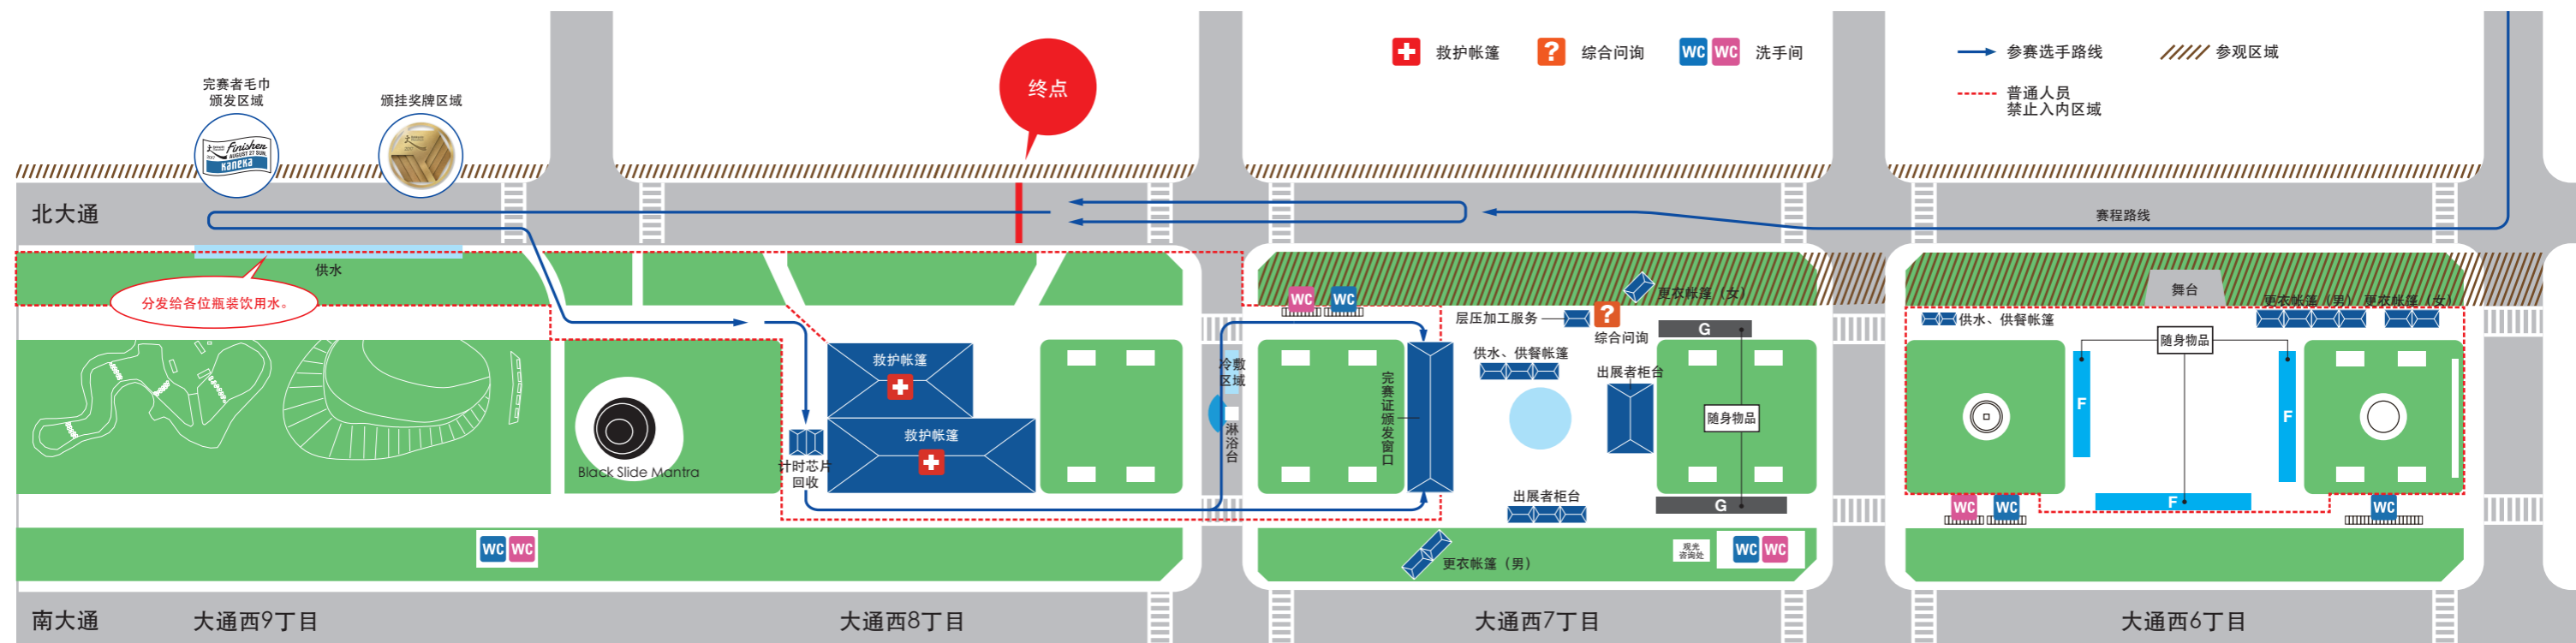 救护帐篷
综合问询
WC WC 洗手间
参赛选手路线
参观区域
普通人员
禁止入内区域
完赛者毛巾
颁发区域
颁挂奖牌区域
终点
Finisher
AUGUST 27 SUN.
Kaneka
北大通
赛程路线
供水
分发给各位瓶装饮用水。
WC
WC
更衣帐篷（女）
层压加工服务
综合问询
G
舞台
更衣帐篷（男）
更衣帐篷（女）
供水、供餐帐篷
随身物品
救护帐篷
冷敷
区域
供水、供餐帐篷
出展者柜台
完赛证颁发窗口
随身物品
F
F
救护帐篷
淋浴台
Black Slide Mantra
计时芯片
回收
出展者柜台
G
F
WC
WC
WC
WC WC
更衣帐篷（男）
观光
咨询处
WC WC
南大通
大通西9丁目
大通西8丁目
大通西7丁目
大通西6丁目